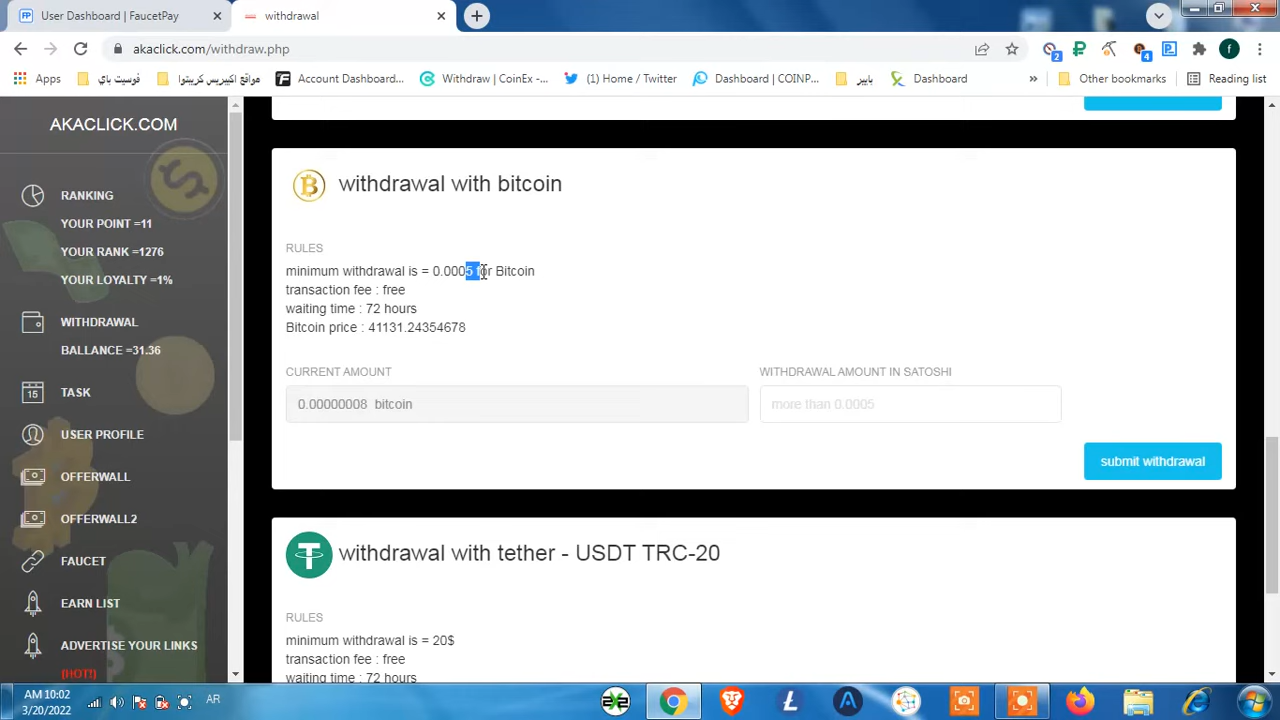 User Dashboard | FaucetPay
withdrawal
akaclick.com/withdraw.php
Apps
فوسيت باي
مواقع اكسبريس كريبتوا
Account Dashboard...
Withdraw | CoinEx -...
(1) Home / Twitter
Dashboard | COINP...
بايير
Dashboard
»
Other bookmarks
Reading list
AKACLICK.COM
RANKING
YOUR POINT =11
YOUR RANK =1276
YOUR LOYALTY =1%
WITHDRAWAL
BALLANCE =31.36
15
TASK
USER PROFILE
OFFERWALL
OFFERWALL2
FAUCET
EARN LIST
ADVERTISE YOUR LINKS
(HOT!)
withdrawal with bitcoin
RULES
minimum withdrawal is = 0.0005 for Bitcoin
transaction fee : free
waiting time : 72 hours
Bitcoin price : 41131.24354678
CURRENT AMOUNT
WITHDRAWAL AMOUNT IN SATOSHI
0.00000008 bitcoin
more than 0.0005
submit withdrawal
withdrawal with tether - USDT TRC-20
RULES
minimum withdrawal is = 20$
transaction fee : free
waiting time : 72 hours
AM 10:02
3/20/2022
AR